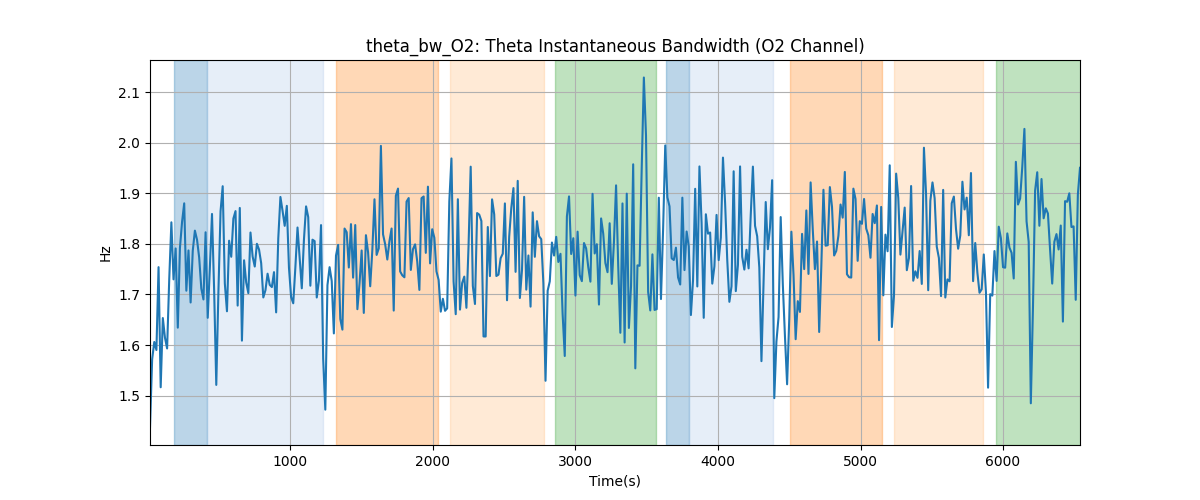 theta_bw_O2: Theta Instantaneous Bandwidth (O2 Channel)
2.1
2.0
1.9
1.8
1.7
1.6
1.5
Hz
1000 2000 3000 4000 5000 6000
Time(s)